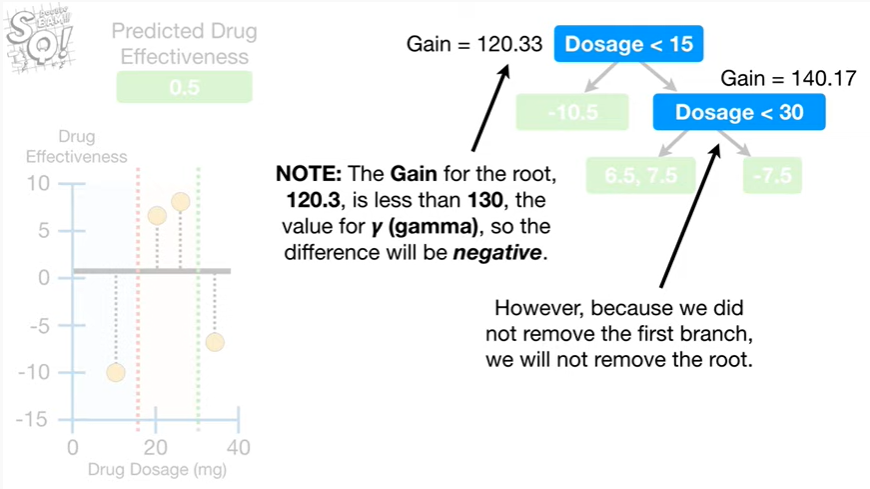 DOUBLE
BAM!!
SQ!
Predicted Drug
Effectiveness
0.5
Gain = 120.33
Dosage < 15
Gain = 140.17
-10.5
Dosage < 30
6.5, 7.5
-7.5
NOTE: The Gain for the root,
120.3, is less than 130, the
value for γ (gamma), so the
difference will be negative.
However, because we did
not remove the first branch,
we will not remove the root.
Drug
Effectiveness
10
5
0
-5
-10
-15
0
20
40
Drug Dosage (mg)